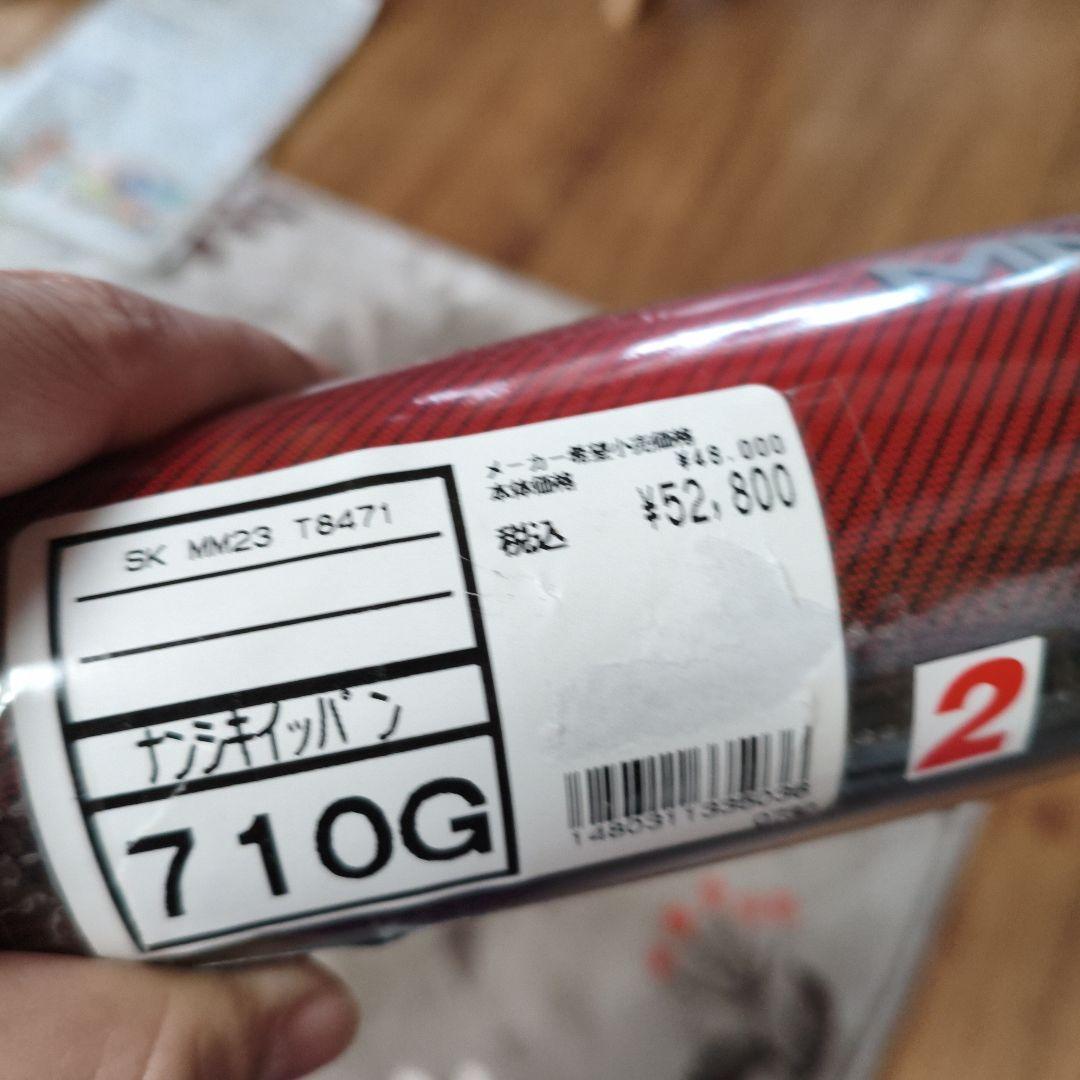 SK MM23 T8471
ナンシキイッパン
710G
メーカー希望小売価格
本体価格 ¥48,000
税込 ¥52,800
2